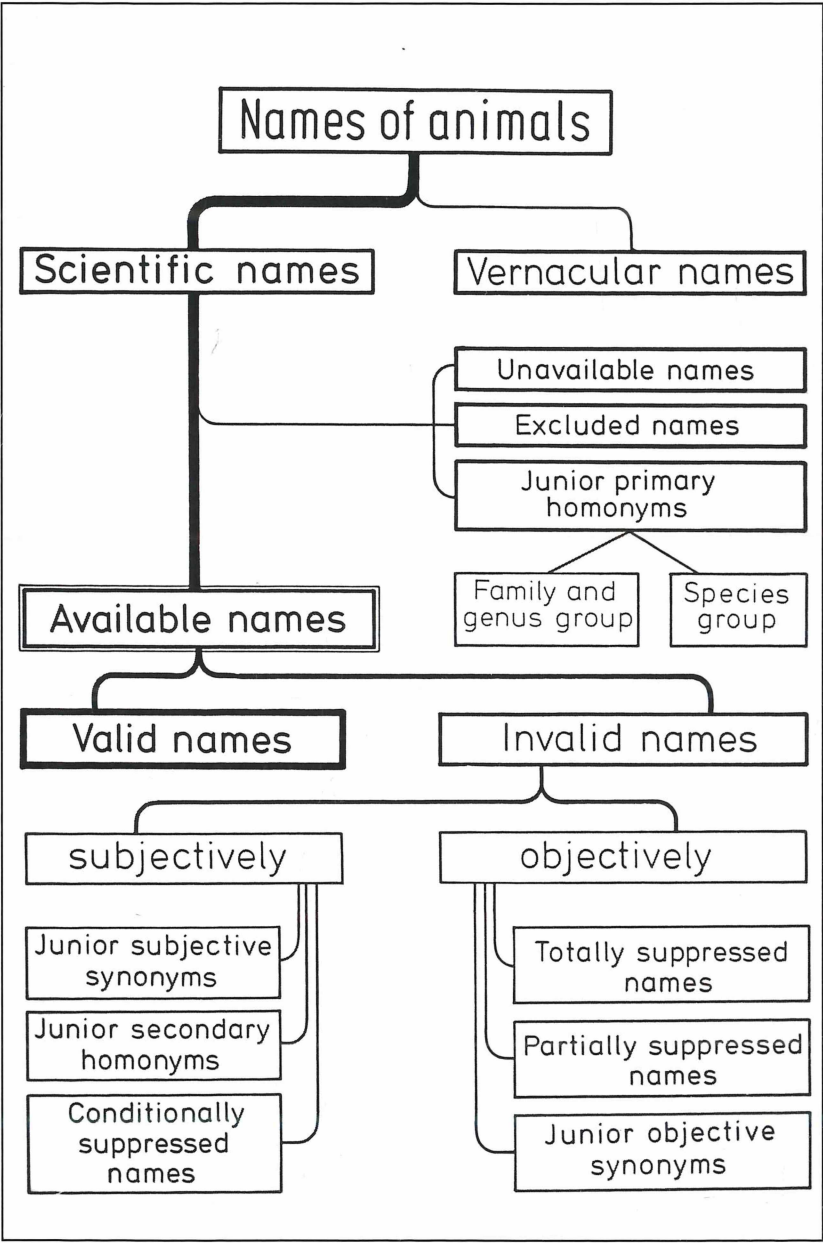 Names of animals
Scientific names
Vernacular names
Unavailable names
Excluded names
Junior primary
homonyms
Family and
genus group
Species
group
Available names
Valid names
Invalid names
subjectively
objectively
Junior subjective
synonyms
Junior secondary
homonyms
Conditionally
suppressed
names
Totally suppressed
names
Partially suppressed
names
Junior objective
synonyms